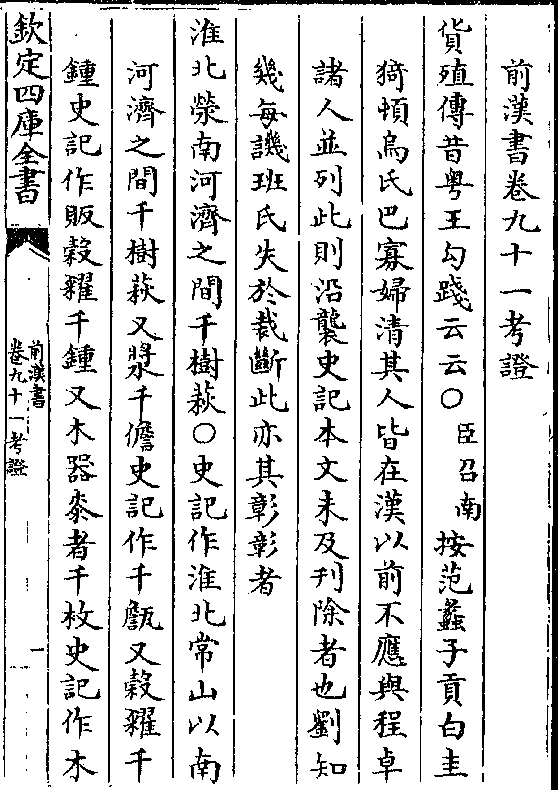 前漢書卷九十一考證
貨殖傳昔粤王勾踐云云○臣召南按范蠡子貢白圭
猗頓烏氏巴寡婦清其人皆在漢以前不應與程卓
諸人並列此則沿襲史記本文未及刋除者也劉知
幾每譏班氏失於裁斷此亦其彰彰者
淮北滎南河濟之間千樹萩○史記作淮北常山以南
河濟之間千樹萩又漿千儋史記作千甔又穀糴千
鍾史記作販穀糶千鍾又木器桼者千枚史記作木
欽定四庫全書
前漢書
卷九十一考證
一